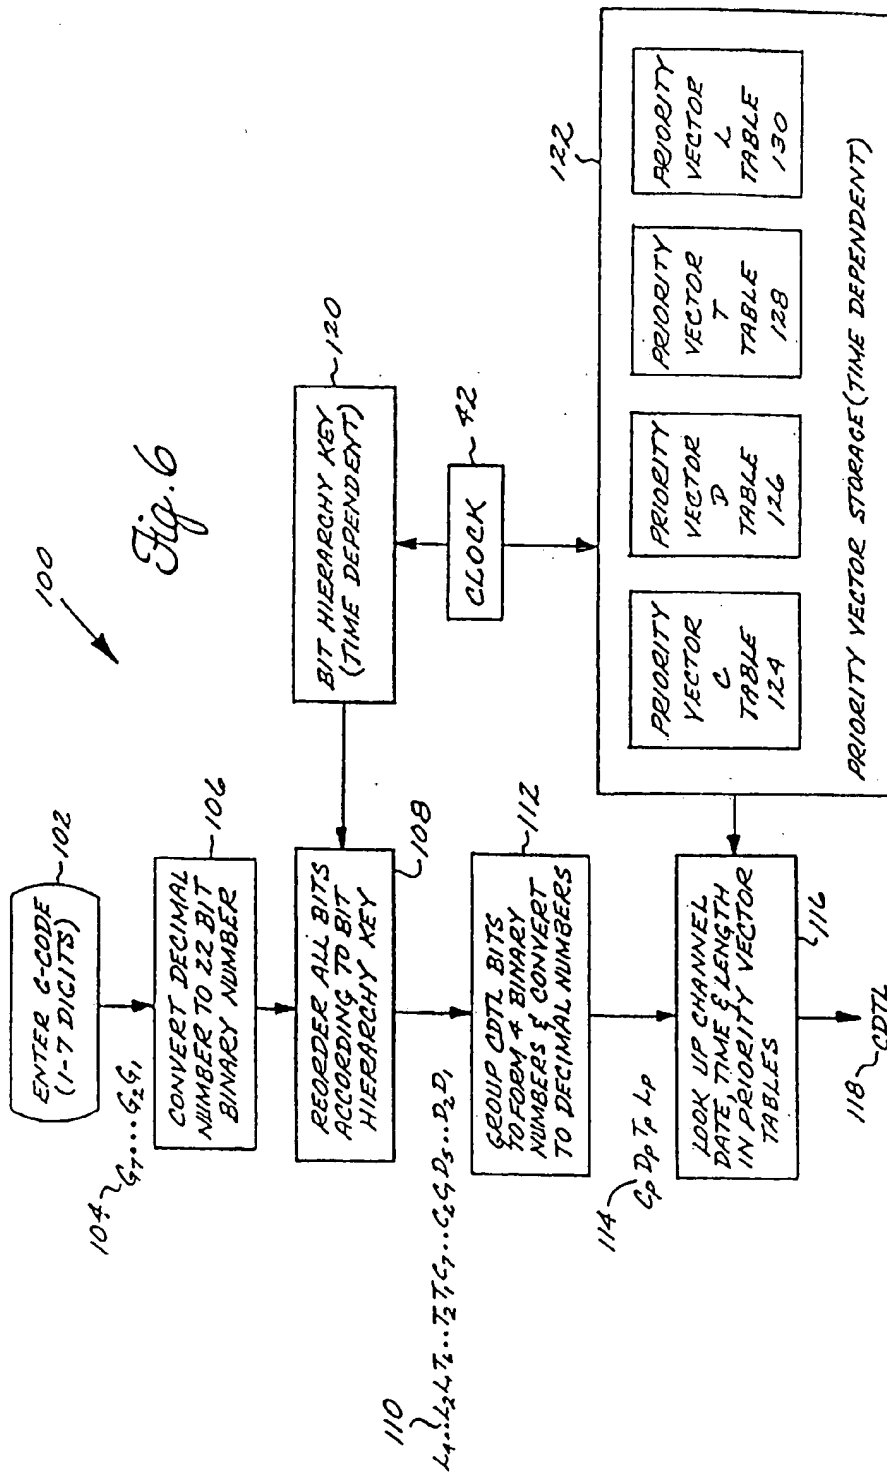 100
Fig. 6
ENTER G-CODE
(1-7 DIGITS)
102
104
G₇...G₂G₁
CONVERT DECIMAL
NUMBER TO 22 BIT
BINARY NUMBER
106
REORDER ALL BITS
ACCORDING TO BIT
HIERARCHY KEY
108
BIT HIERARCHY KEY
(TIME DEPENDENT)
120
CLOCK
42
110
L₄...L₂L₁T₆...T₂T₁C₇...C₂C₁D₅...D₂D₁
GROUP CDTL BITS
TO FORM 4 BINARY
NUMBERS & CONVERT
TO DECIMAL NUMBERS
112
114
CₚDₚTₚLₚ
LOOK UP CHANNEL
DATE, TIME & LENGTH
IN PRIORITY VECTOR
TABLES
116
118
CDTL
122
PRIORITY
VECTOR
C
TABLE
124
PRIORITY
VECTOR
D
TABLE
126
PRIORITY
VECTOR
T
TABLE
128
PRIORITY
VECTOR
L
TABLE
130
PRIORITY VECTOR STORAGE (TIME DEPENDENT)